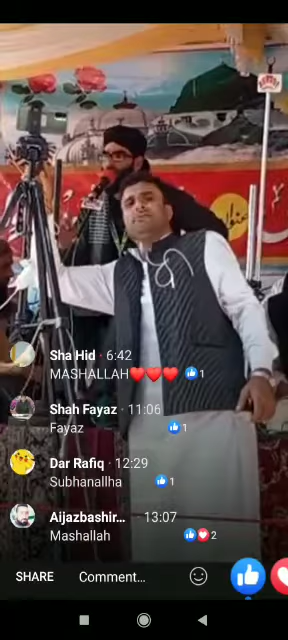 Sha Hid · 6:42
MASHALLAH❤️❤️❤️ 1
Shah Fayaz · 11:06
Fayaz 1
Dar Rafiq · 12:29
Subhanallha 1
Aijazbashir... · 13:07
Mashallah 2
SHARE Comment...